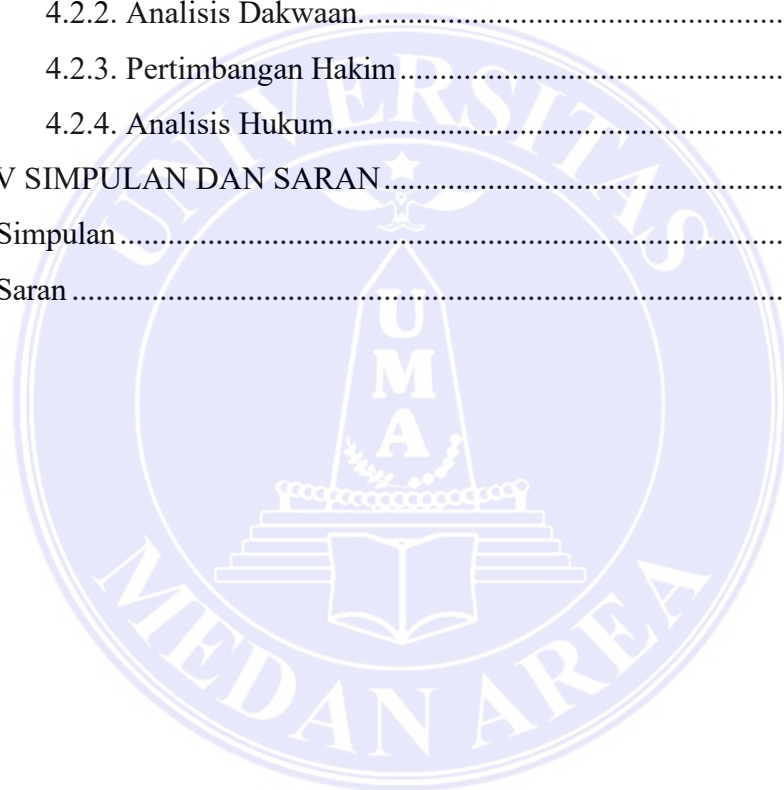 4.2.2. Analisis Dakwaan.....................................................
4.2.3. Pertimbangan Hakim................................................
4.2.4. Analisis Hukum........................................................
V SIMPULAN DAN SARAN.................................................
Simpulan..................................................................................
Saran........................................................................................
UNIVERSITAS
UMA
MEDAN AREA